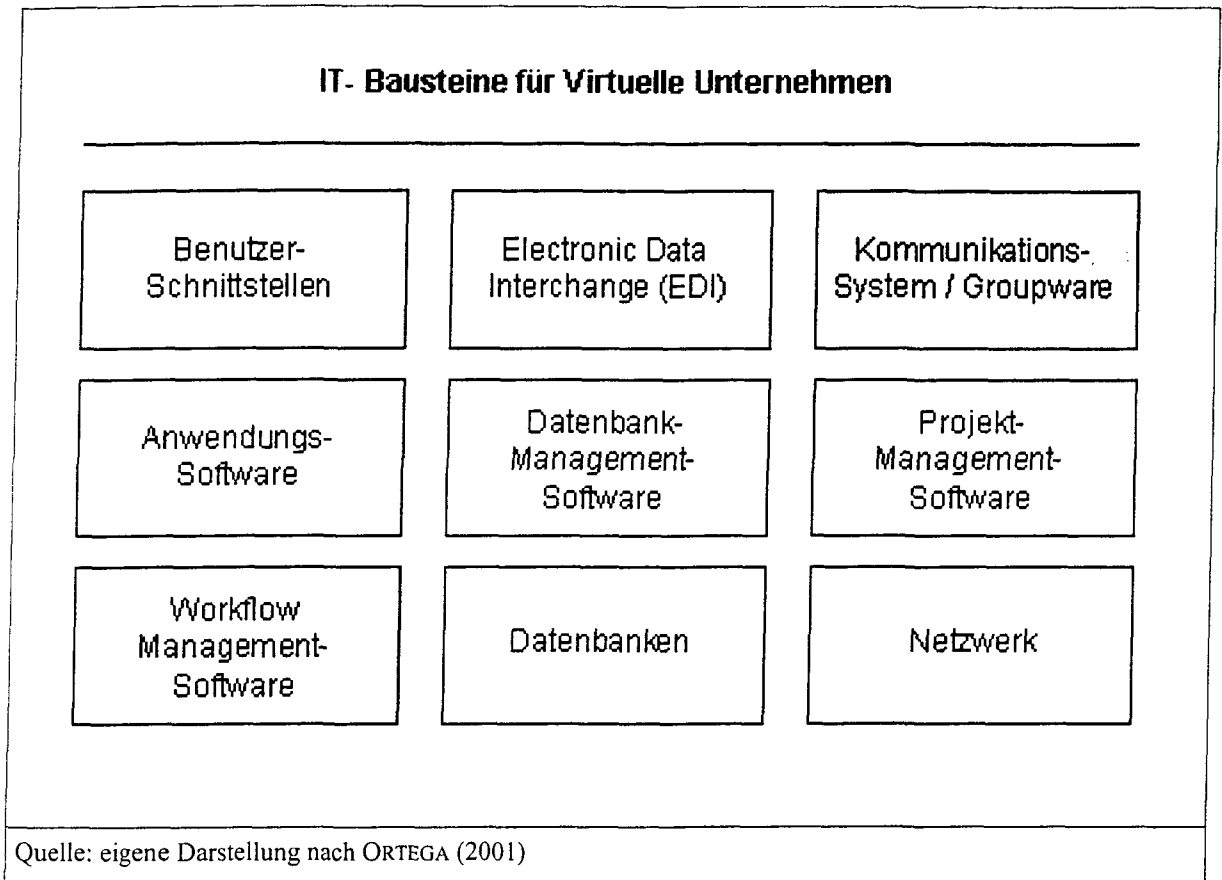 IT- Bausteine für Virtuelle Unternehmen
Benutzer-
Schnittstellen
Electronic Data
Interchange (EDI)
Kommunikations-
System / Groupware
Anwendungs-
Software
Datenbank-
Management-
Software
Projekt-
Management-
Software
Workflow
Management-
Software
Datenbanken
Netzwerk
Quelle: eigene Darstellung nach ORTEGA (2001)